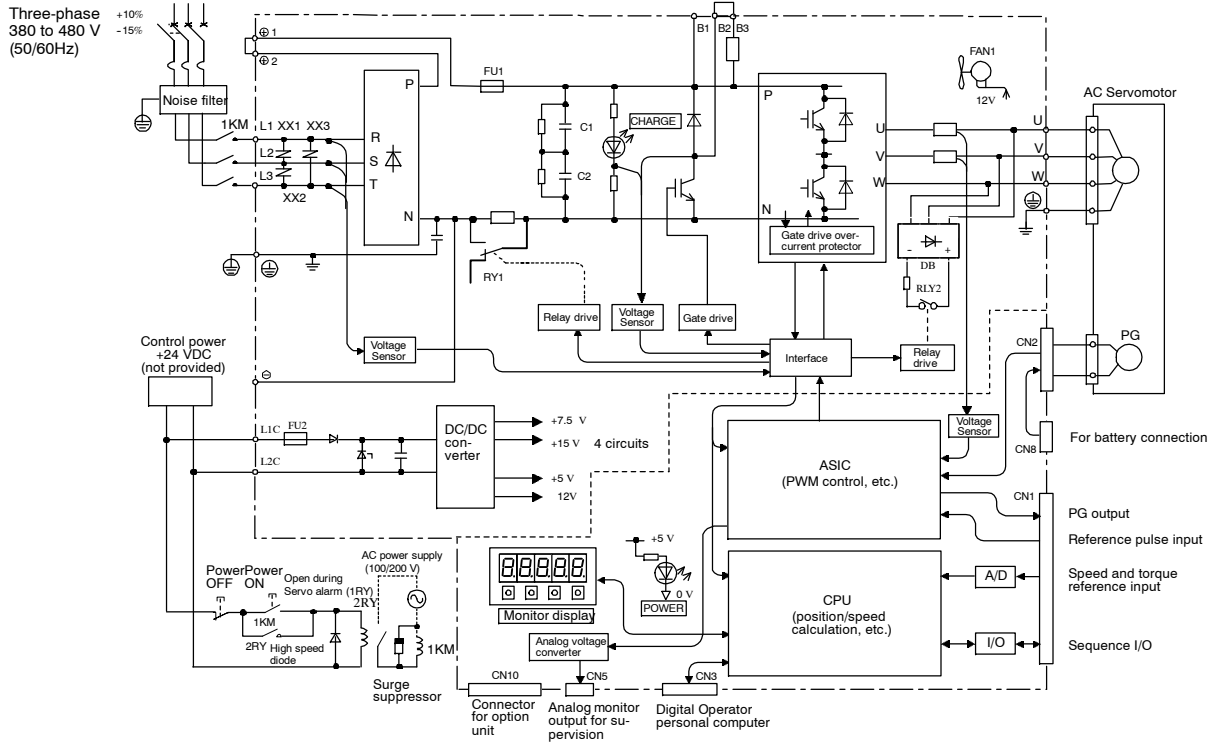 Three-phase
380 to 480 V
(50/60Hz)
+10%
-15%
Noise filter
1KM
L1 XX1 XX3
L2
L3
XX2
⊕ 1
⊕ 2
P
R
S
T
N
FU1
C1
C2
CHARGE
B1 B2 B3
P
N
U
V
W
Gate drive over-
current protector
FAN1
12V
AC Servomotor
U
V
W
- +
DB
RLY2
RY1
Relay drive
Voltage
Sensor
Gate drive
Voltage
Sensor
Interface
Relay
drive
CN2
PG
Control power
+24 VDC
(not provided)
⊖
L1C
FU2
L2C
DC/DC
con-
verter
+7.5 V
+15 V
4 circuits
+5 V
12V
Voltage
Sensor
CN8
For battery connection
ASIC
(PWM control, etc.)
CN1
PG output
Reference pulse input
A/D
Speed and torque
reference input
CPU
(position/speed
calculation, etc.)
I/O
Sequence I/O
8.8.8.8.8.
Monitor display
+5 V
0 V
POWER
AC power supply
(100/200 V)
Power
OFF
Power
ON
Open during
Servo alarm (1RY)
2RY
1KM
2RY
High speed
diode
1KM
Surge
suppressor
Analog voltage
converter
CN10
CN5
CN3
Connector
for option
unit
Analog monitor
output for su-
pervision
Digital Operator
personal computer